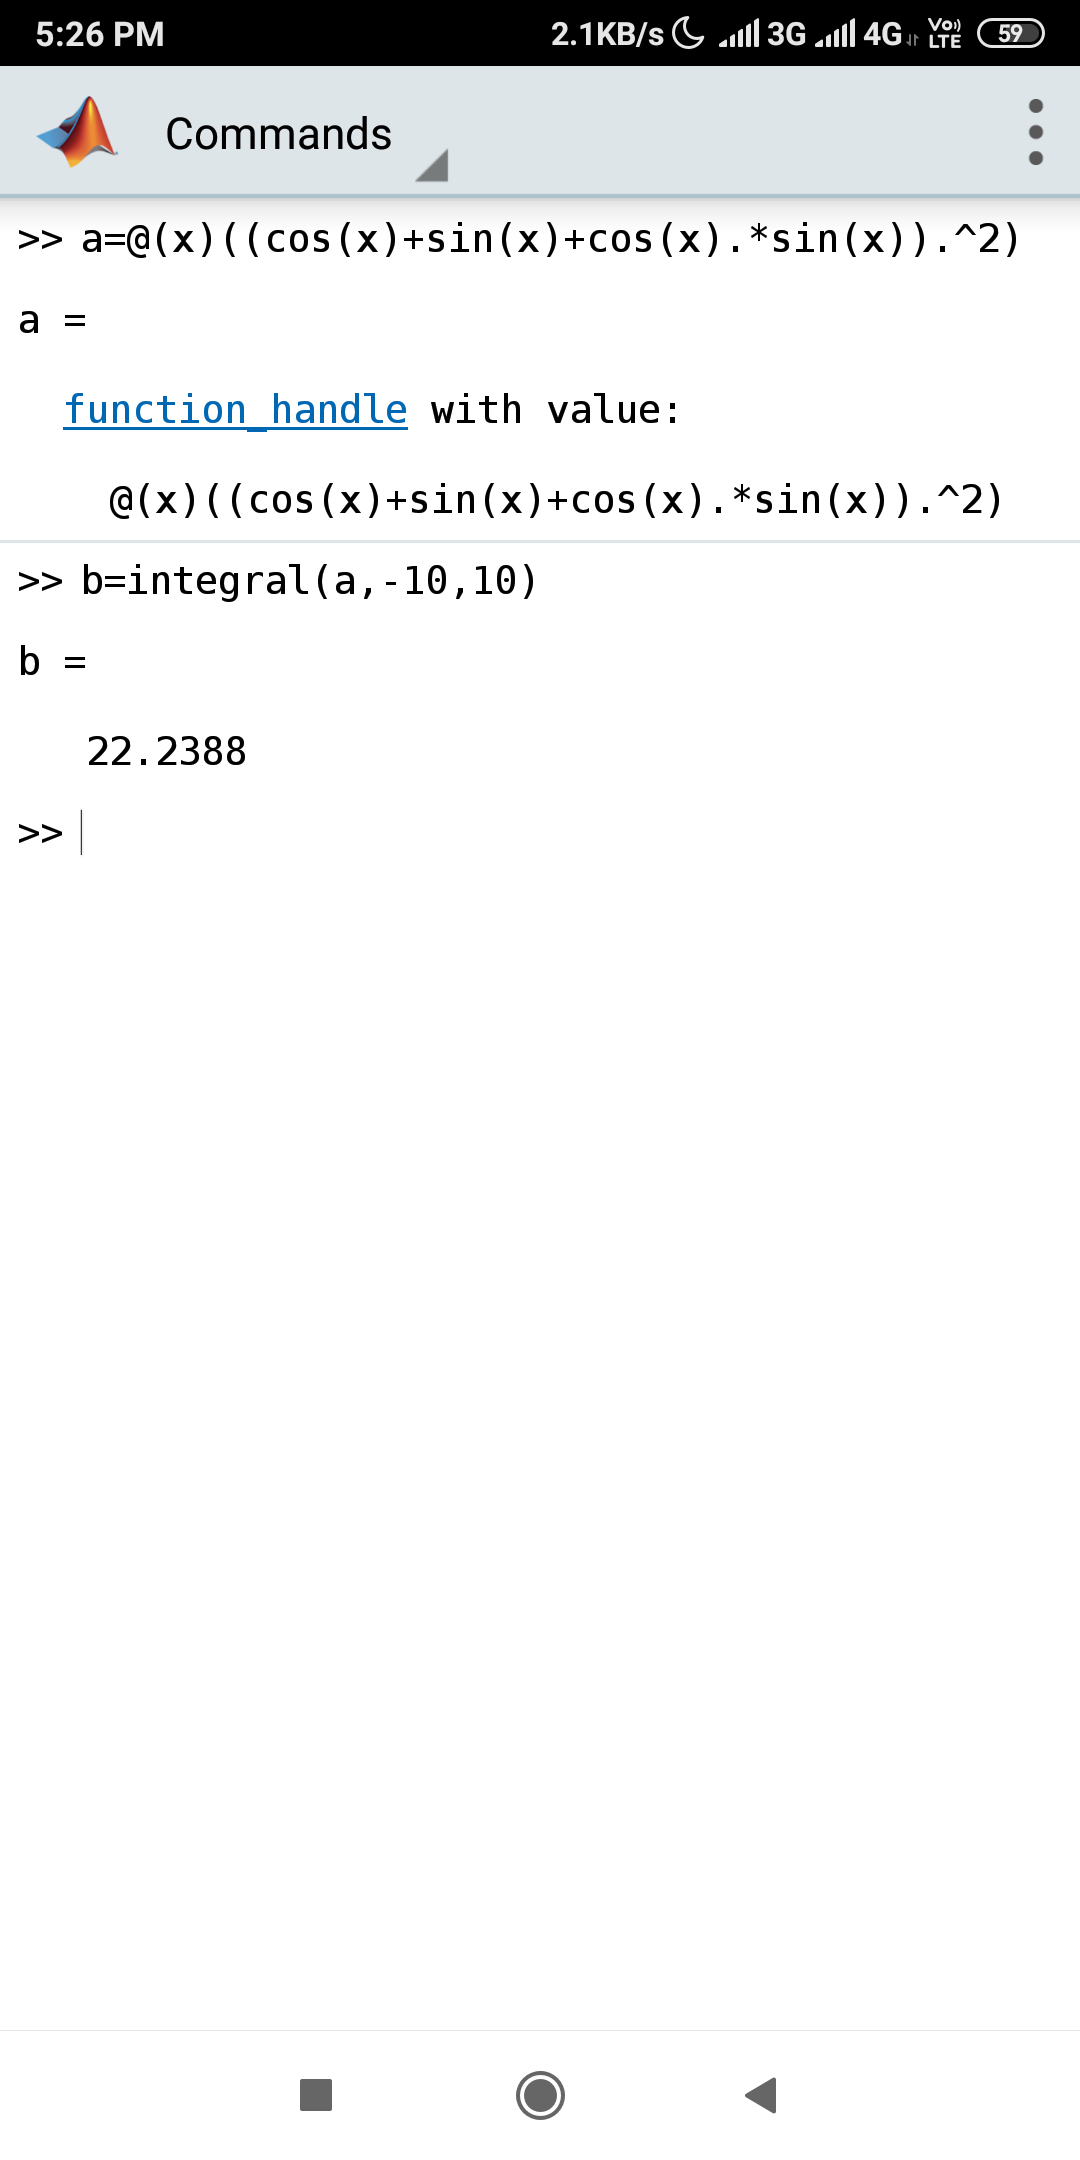 5:26 PM 2.1KB/s 3G 4G Vo)) LTE 59
Commands
>> a=@(x)((cos(x)+sin(x)+cos(x).*sin(x)).^2)
a =
function_handle with value:
@(x)((cos(x)+sin(x)+cos(x).*sin(x)).^2)
>> b=integral(a,-10,10)
b =
22.2388
>>